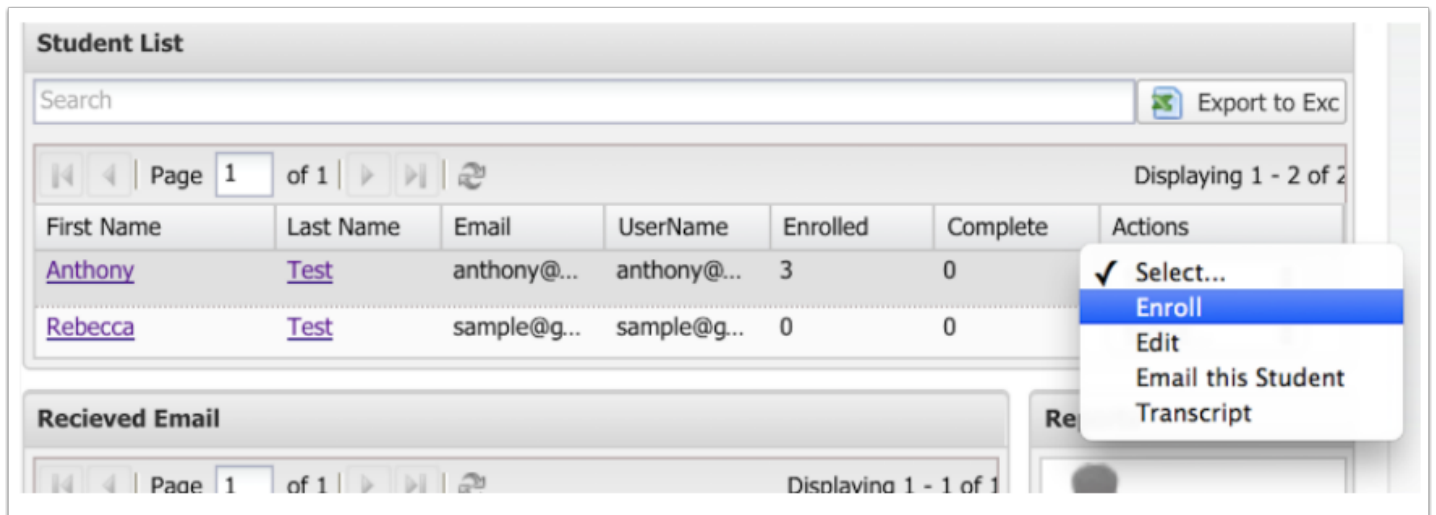 Student List
Search Export to Exc
Page 1 of 1 Displaying 1 - 2 of 2
First Name Last Name Email UserName Enrolled Complete Actions
Anthony Test anthony@... anthony@... 3 0 ✓ Select...
Enroll
Rebecca Test sample@g... sample@g... 0 0
Edit
Email this Student
Transcript
Recieved Email Re
Page 1 of 1 Displaying 1 - 1 of 1